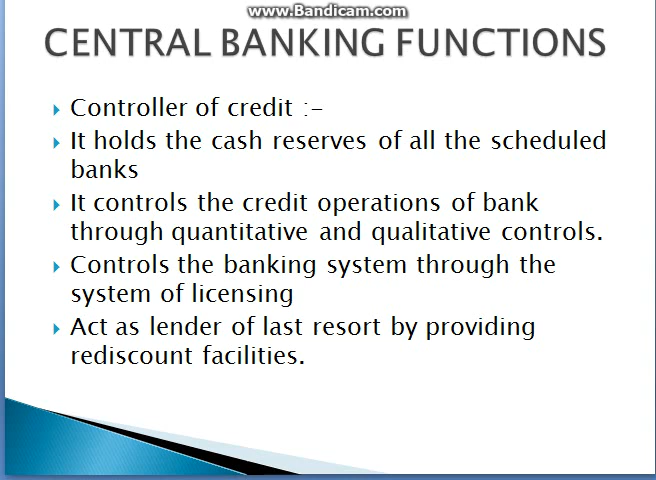 www.Bandicam.com
CENTRAL BANKING FUNCTIONS
Controller of credit :-
It holds the cash reserves of all the scheduled
banks
It controls the credit operations of bank
through quantitative and qualitative controls.
Controls the banking system through the
system of licensing
Act as lender of last resort by providing
rediscount facilities.